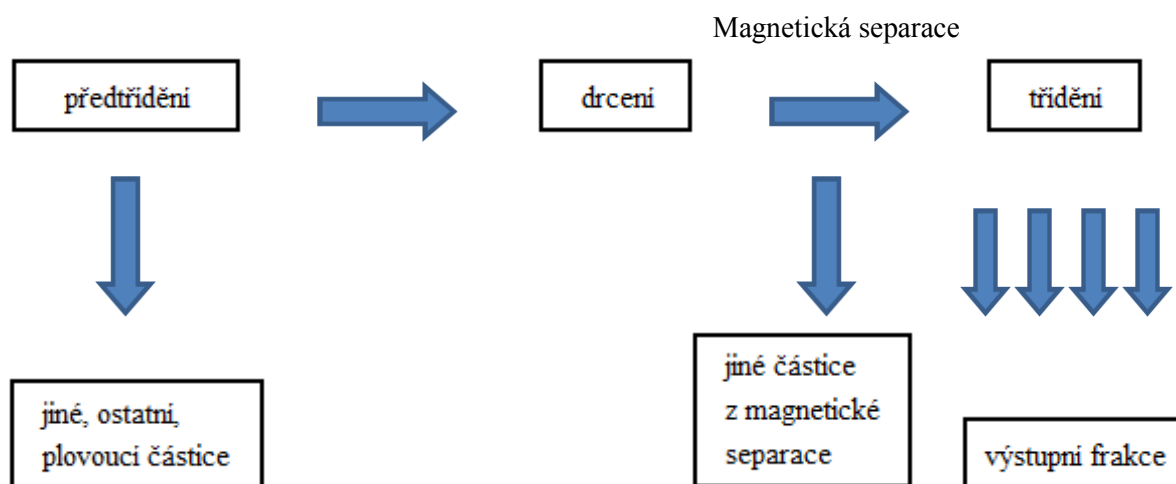 Magnetická separace
předtřídění
drcení
třídění
jiné, ostatní,
plovoucí částice
jiné částice
z magnetické
separace
výstupní frakce